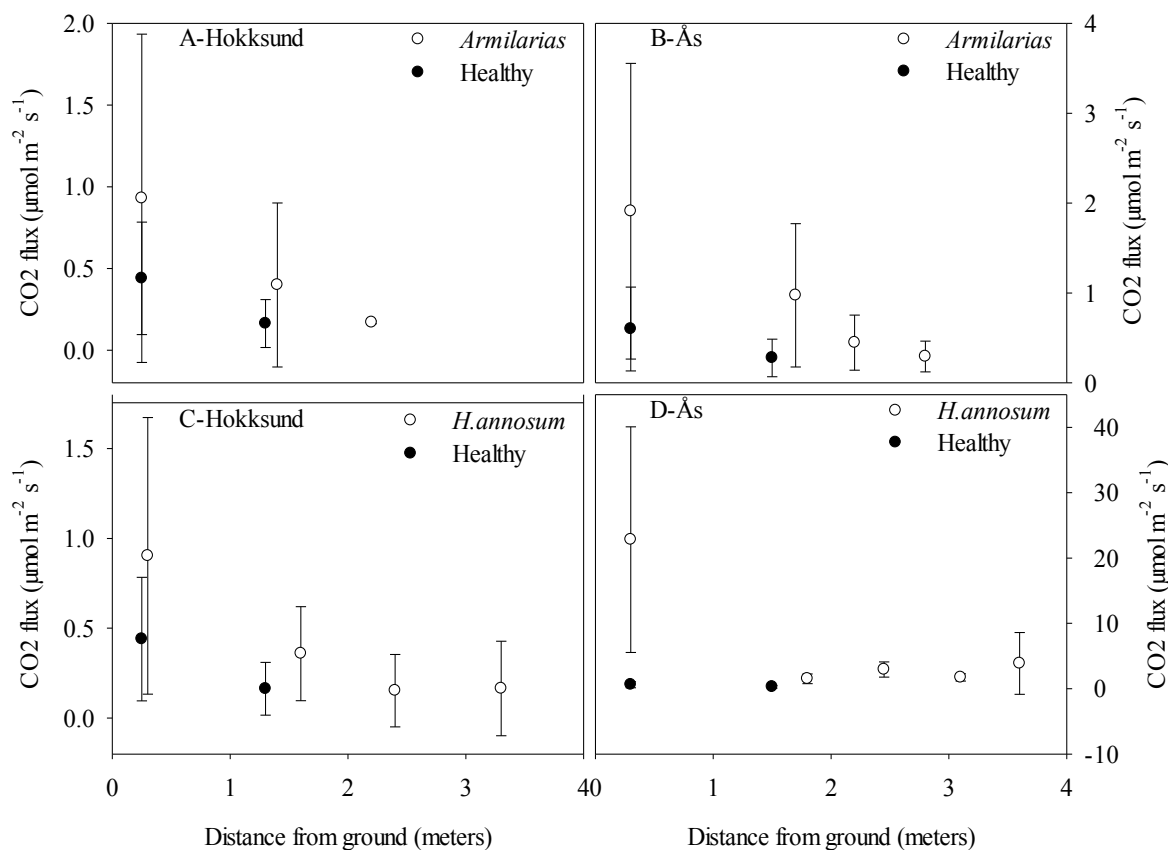 A-Hokksund
Armilarias
Healthy
2.0
1.5
1.0
0.5
0.0
CO2 flux (µmol m⁻² s⁻¹)
B-Ås
Armilarias
Healthy
4
3
2
1
0
CO2 flux (µmol m⁻² s⁻¹)
C-Hokksund
H.annosum
Healthy
1.5
1.0
0.5
0.0
CO2 flux (µmol m⁻² s⁻¹)
D-Ås
H.annosum
Healthy
40
30
20
10
0
-10
CO2 flux (µmol m⁻² s⁻¹)
0 1 2 3 40 1 2 3 4
Distance from ground (meters) Distance from ground (meters)